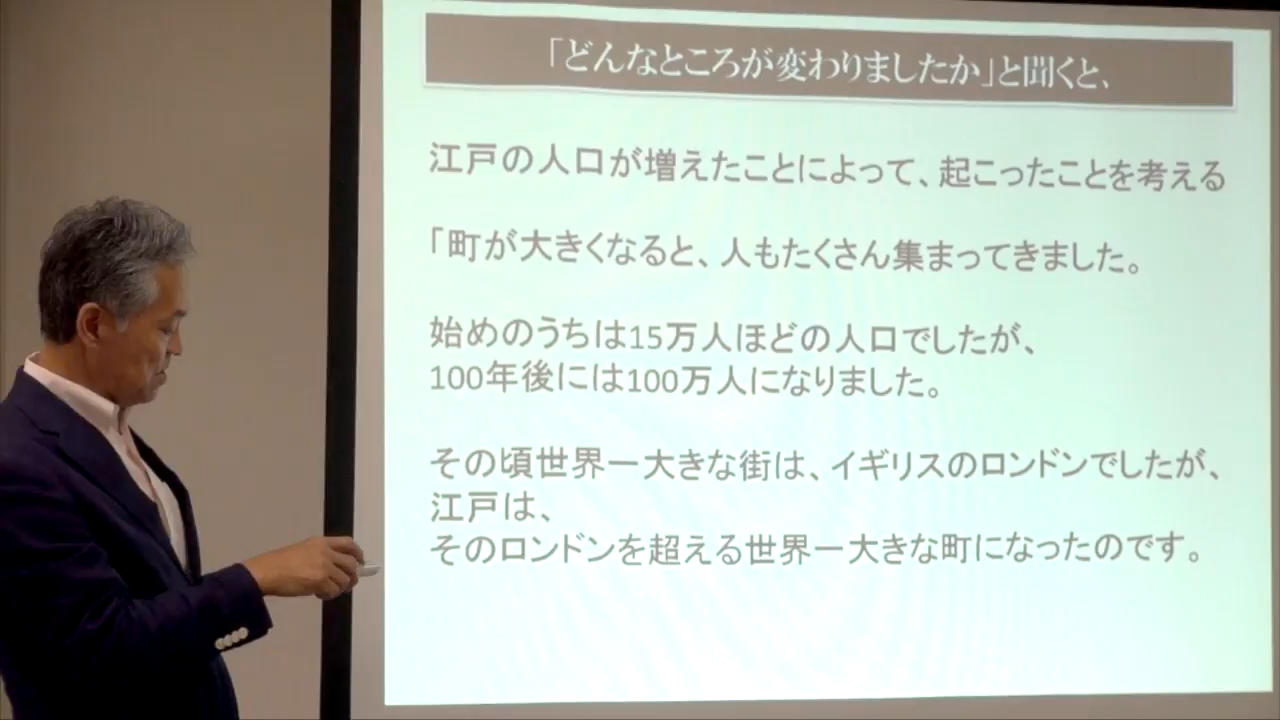 「どんなところが変わりましたか」と聞くと、
江戸の人口が増えたことによって、起こったことを考える
「町が大きくなると、人もたくさん集まってきました。
始めのうちは15万人ほどの人口でしたが、
100年後には100万人になりました。
その頃世界一大きな街は、イギリスのロンドンでしたが、
江戸は、
そのロンドンを超える世界一大きな町になったのです。